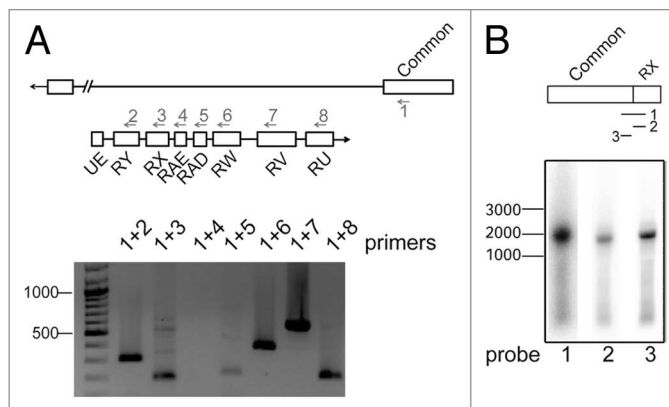 A
Common
1
2 3 4 5 6 7 8
UE RY RX RAE RAD RW RV RU
1+2 1+3 1+4 1+5 1+6 1+7 1+8 primers
1000
500
B
Common RX
1
2
3
3000
2000
1000
probe 1 2 3